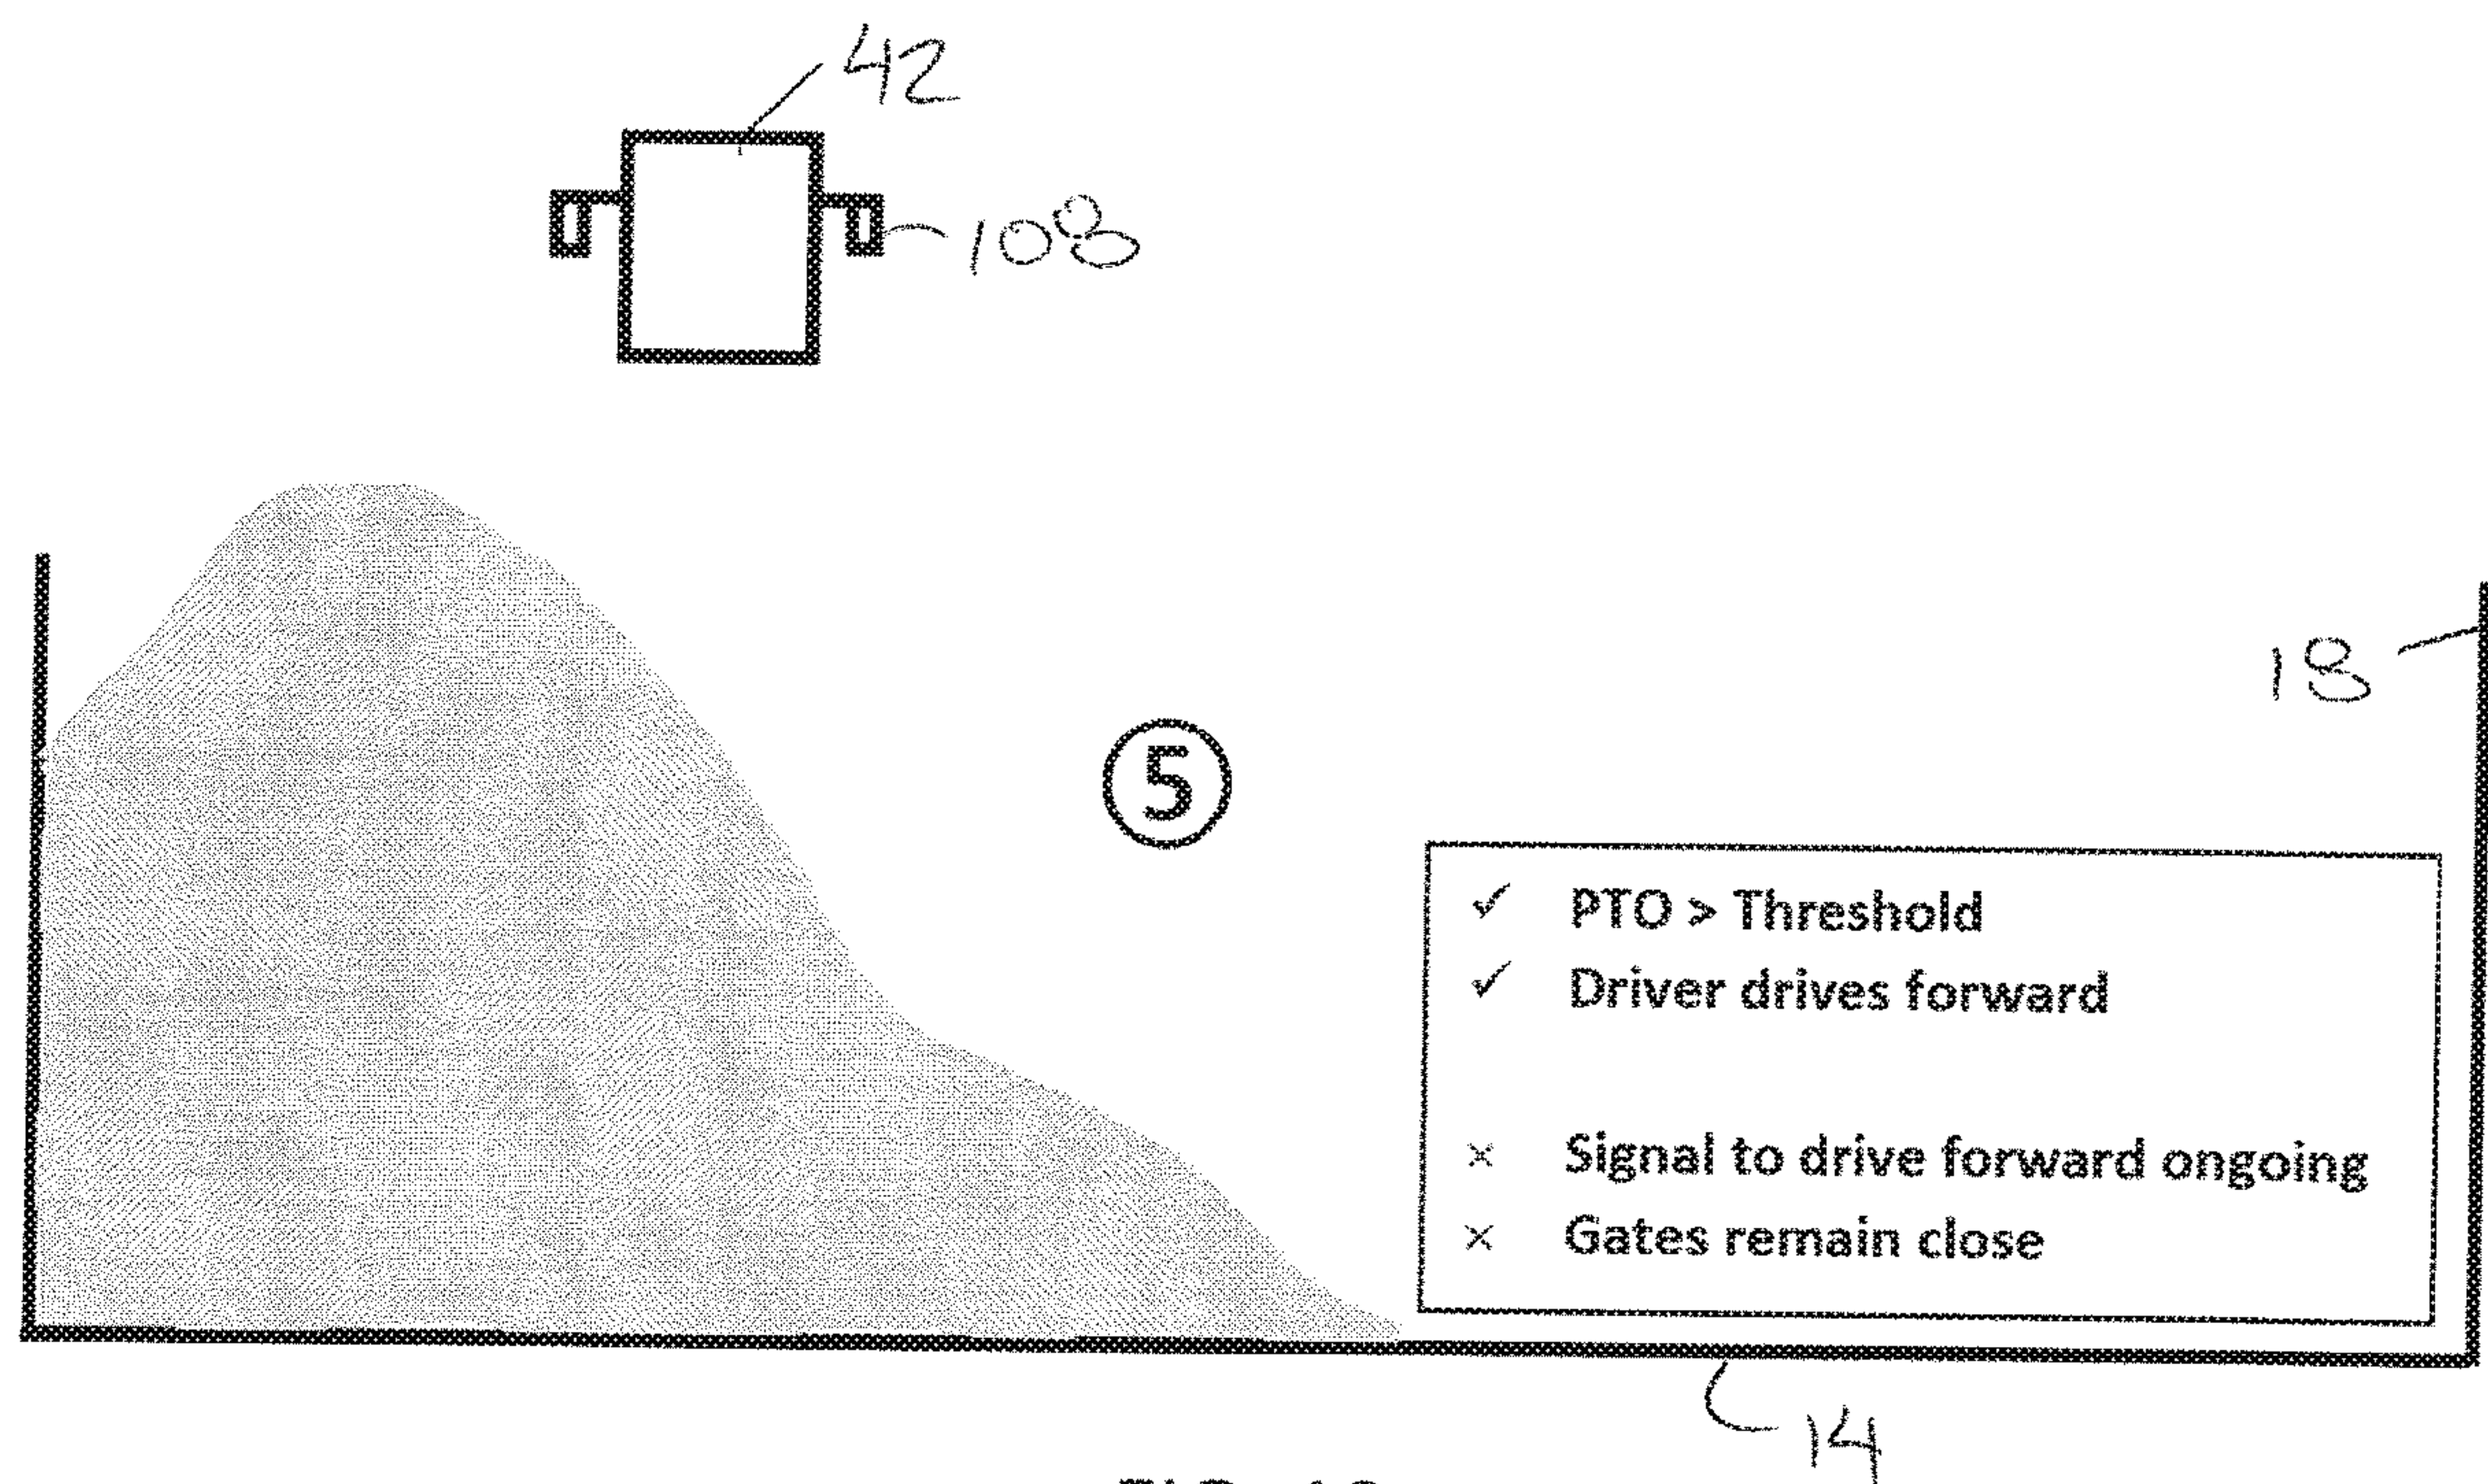 42
108
18
5
✓ PTO > Threshold
✓ Driver drives forward
× Signal to drive forward ongoing
× Gates remain close
14